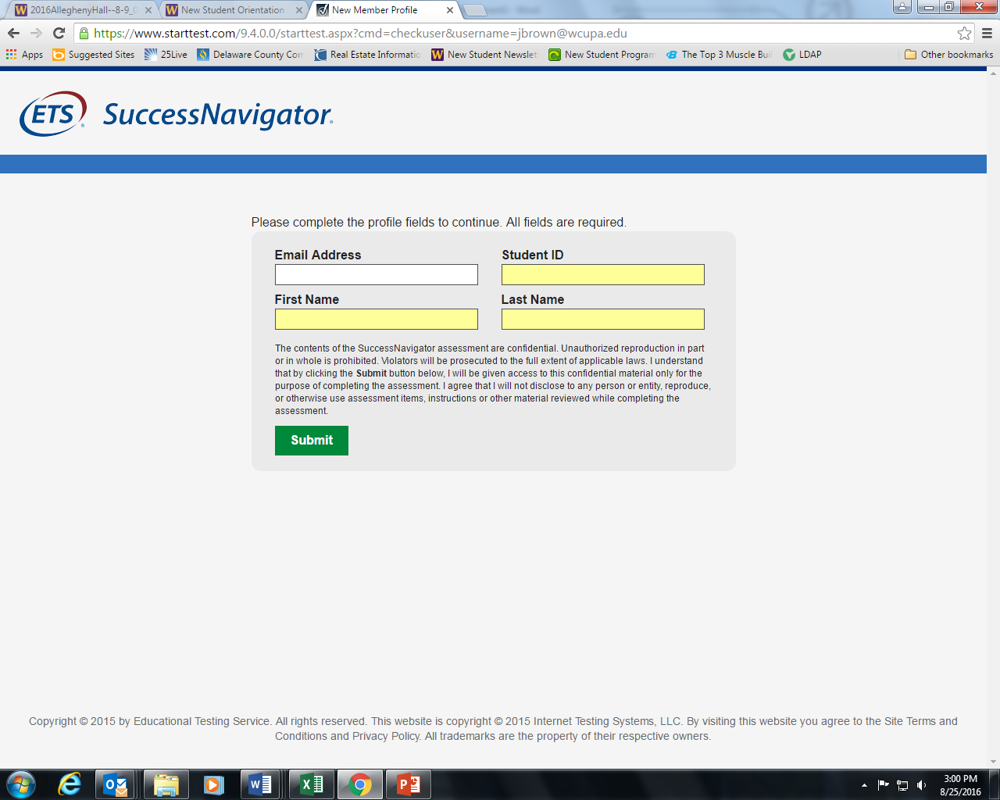 2016AlleghenyHall--8-9_0
New Student Orientation
New Member Profile
https://www.starttest.com/9.4.0.0/starttest.aspx?cmd=checkuser&username=jbrown@wcupa.edu
Apps
Suggested Sites
25Live
Delaware County Com
Real Estate Informatio
New Student Newslet
New Student Program
The Top 3 Muscle Bui
LDAP
Other bookmarks
ETS® SuccessNavigator®
Please complete the profile fields to continue. All fields are required.
Email Address
Student ID
First Name
Last Name
The contents of the SuccessNavigator assessment are confidential. Unauthorized reproduction in part
or in whole is prohibited. Violators will be prosecuted to the full extent of applicable laws. I understand
that by clicking the Submit button below, I will be given access to this confidential material only for the
purpose of completing the assessment. I agree that I will not disclose to any person or entity, reproduce,
or otherwise use assessment items, instructions or other material reviewed while completing the
assessment.
Submit
Copyright © 2015 by Educational Testing Service. All rights reserved. This website is copyright © 2015 Internet Testing Systems, LLC. By visiting this website you agree to the Site Terms and
Conditions and Privacy Policy. All trademarks are the property of their respective owners.
3:00 PM
8/25/2016